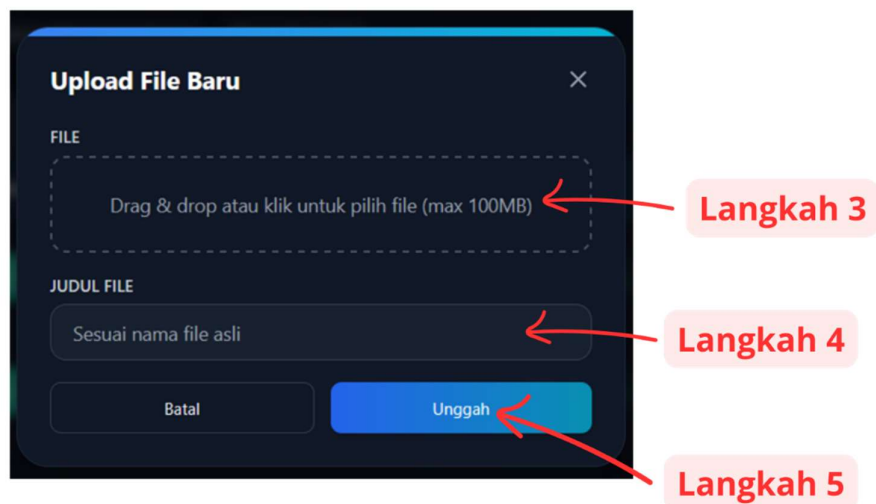 Upload File Baru
FILE
Drag & drop atau klik untuk pilih file (max 100MB)
Langkah 3
JUDUL FILE
Sesuai nama file asli
Langkah 4
Batal
Unggah
Langkah 5